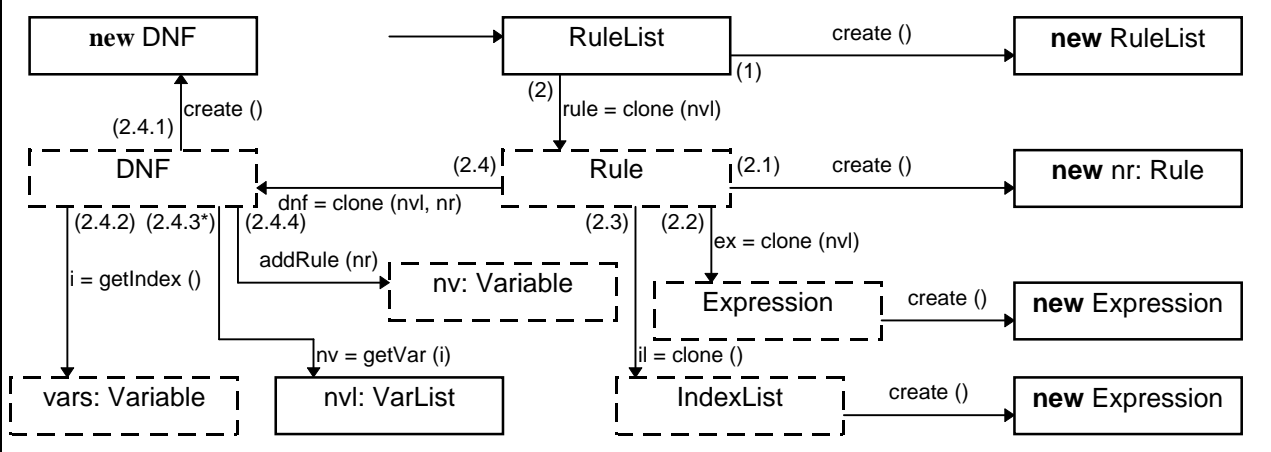 new DNF
RuleList
create ()
new RuleList
(1)
(2)
rule = clone (nvl)
create ()
(2.4.1)
DNF
(2.4)
Rule
(2.1)
create ()
new nr: Rule
dnf = clone (nvl, nr)
(2.4.2)
(2.4.3*)
(2.4.4)
(2.3)
(2.2)
ex = clone (nvl)
addRule (nr)
i = getIndex ()
nv: Variable
Expression
create ()
new Expression
nv = getVar (i)
il = clone ()
vars: Variable
nvl: VarList
IndexList
create ()
new Expression